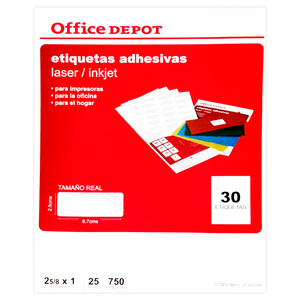 Office DEPOT
etiquetas adhesivas
laser / inkjet
• para impresoras
• para la oficina
• para el hogar
TAMAÑO REAL
2.5cms
6.7cms
30
ETIQUETAS
2 5/8 x 1 25 750